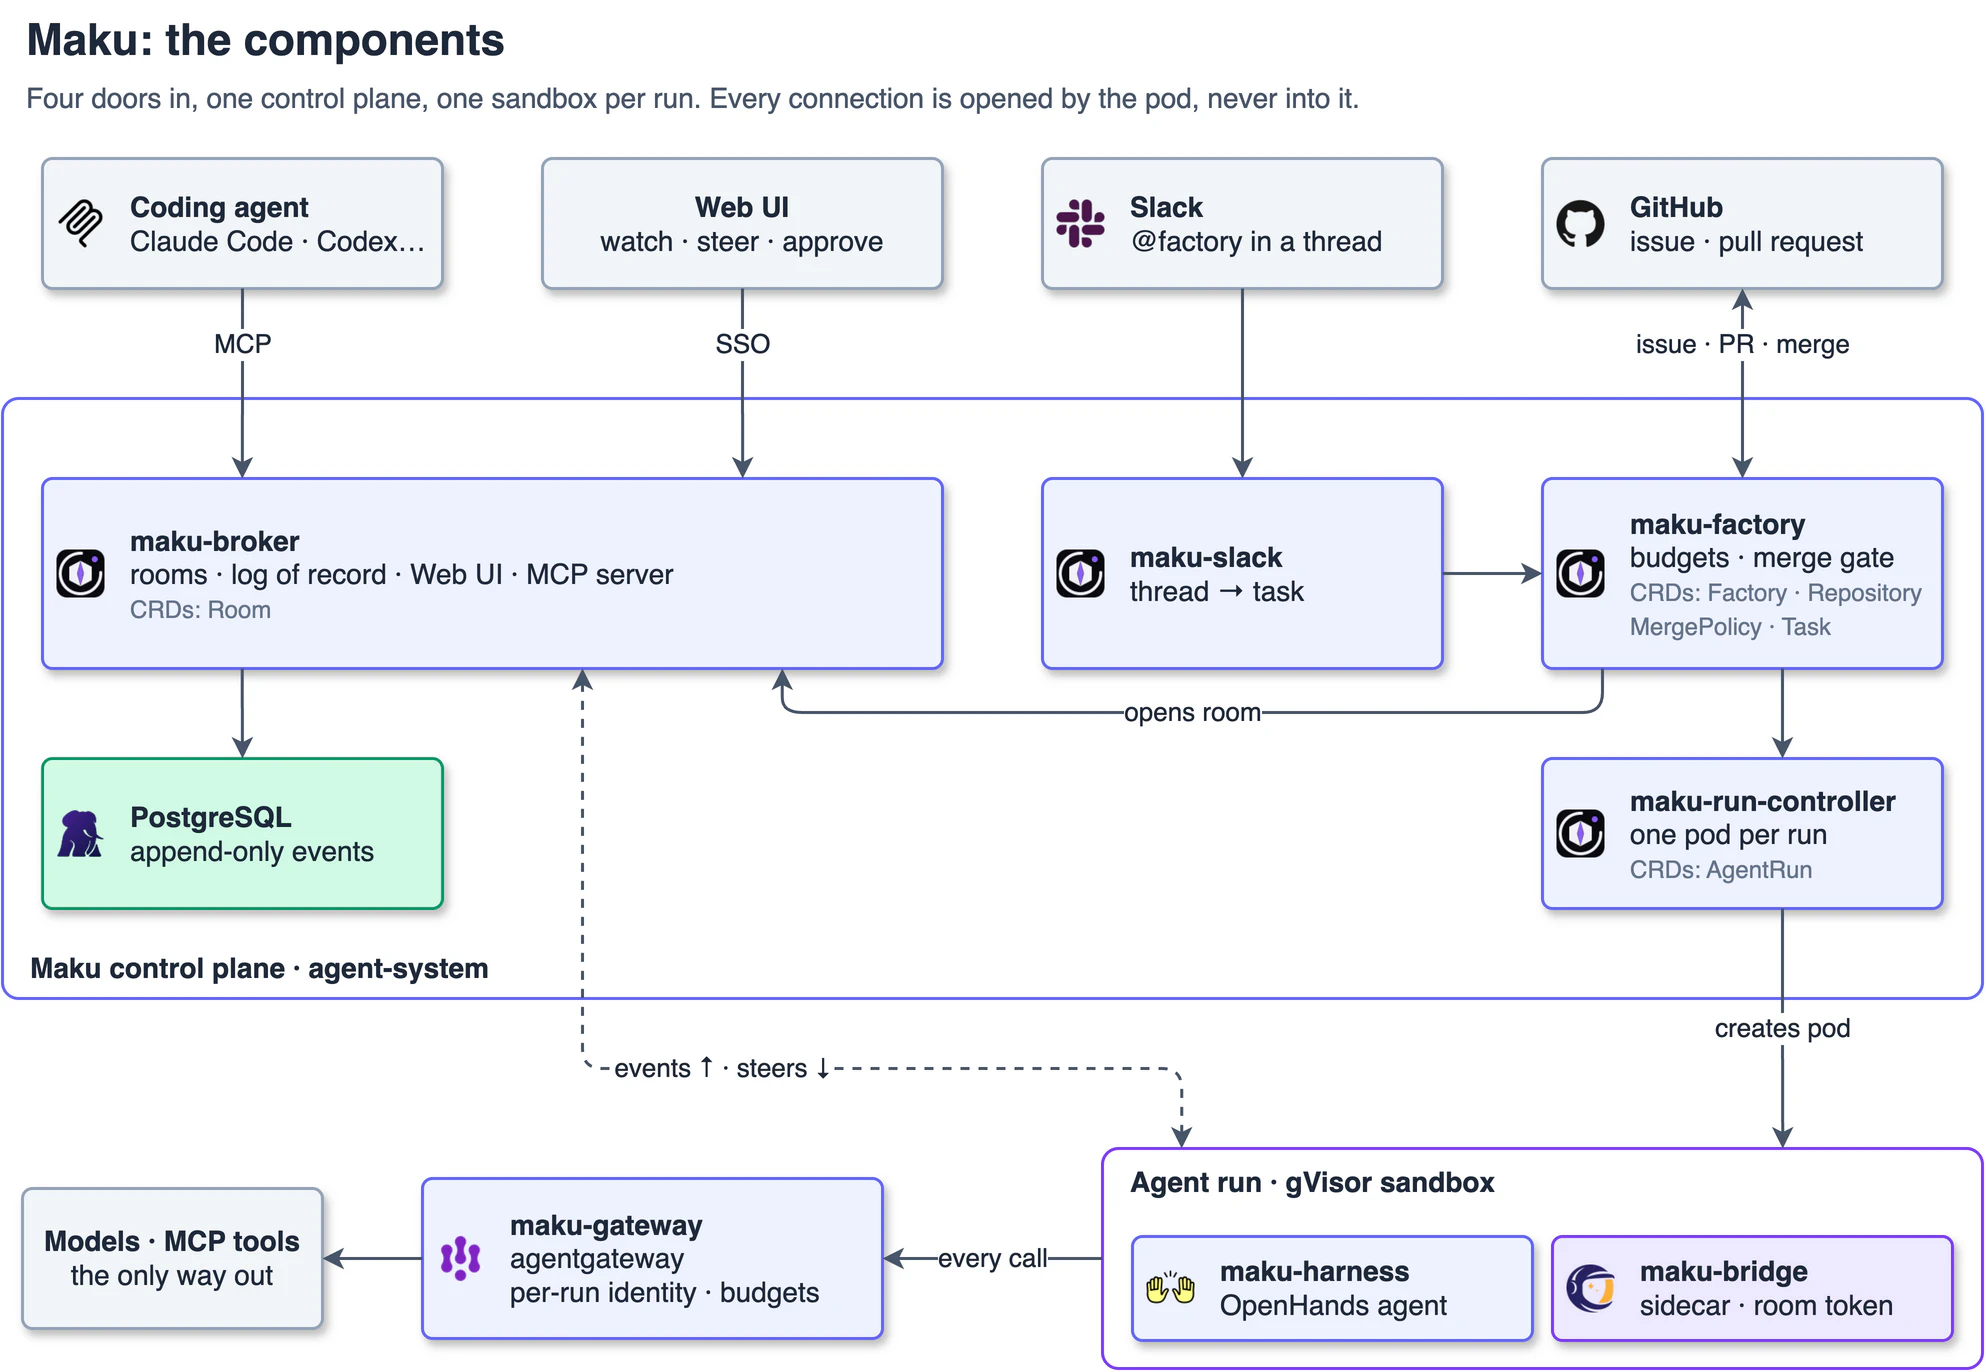 Maku: the components
Four doors in, one control plane, one sandbox per run. Every connection is opened by the pod, never into it.
Coding agent
Claude Code · Codex...
Web UI
watch · steer · approve
Slack
@factory in a thread
GitHub
issue · pull request
MCP
SSO
issue · PR · merge
maku-broker
rooms · log of record · Web UI · MCP server
CRDs: Room
maku-slack
thread → task
maku-factory
budgets · merge gate
CRDs: Factory · Repository
MergePolicy · Task
opens room
PostgreSQL
append-only events
maku-run-controller
one pod per run
CRDs: AgentRun
Maku control plane · agent-system
creates pod
events ↑ · steers ↓
Agent run · gVisor sandbox
Models · MCP tools
the only way out
maku-gateway
agentgateway
per-run identity · budgets
every call
maku-harness
OpenHands agent
maku-bridge
sidecar · room token